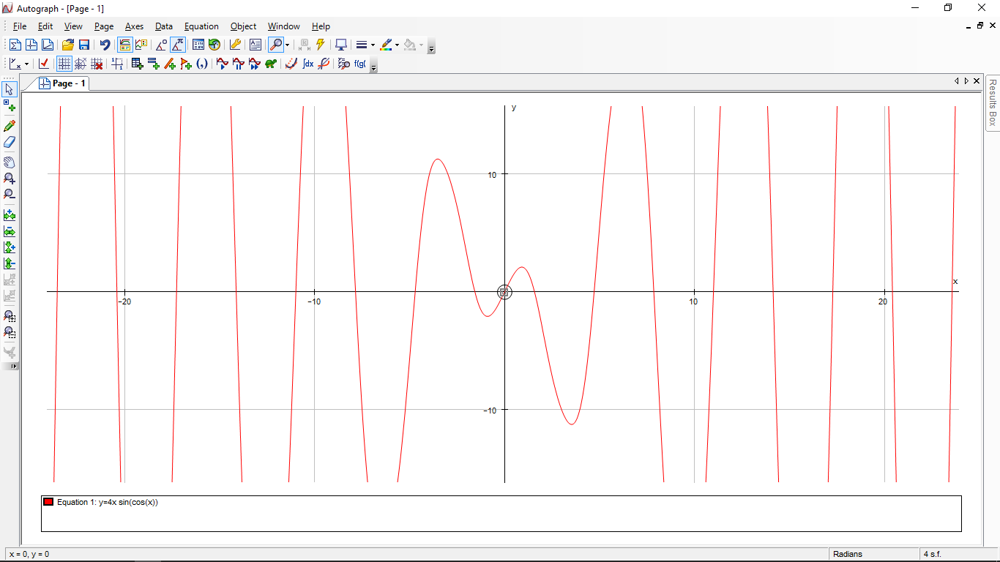 Autograph - [Page - 1]
File Edit View Page Axes Data Equation Object Window Help
∫dx f(g(
Page - 1
Results Box
y
10
x
−20 −10 10 20
−10
Equation 1: y=4x sin(cos(x))
x = 0, y = 0 Radians 4 s.f.